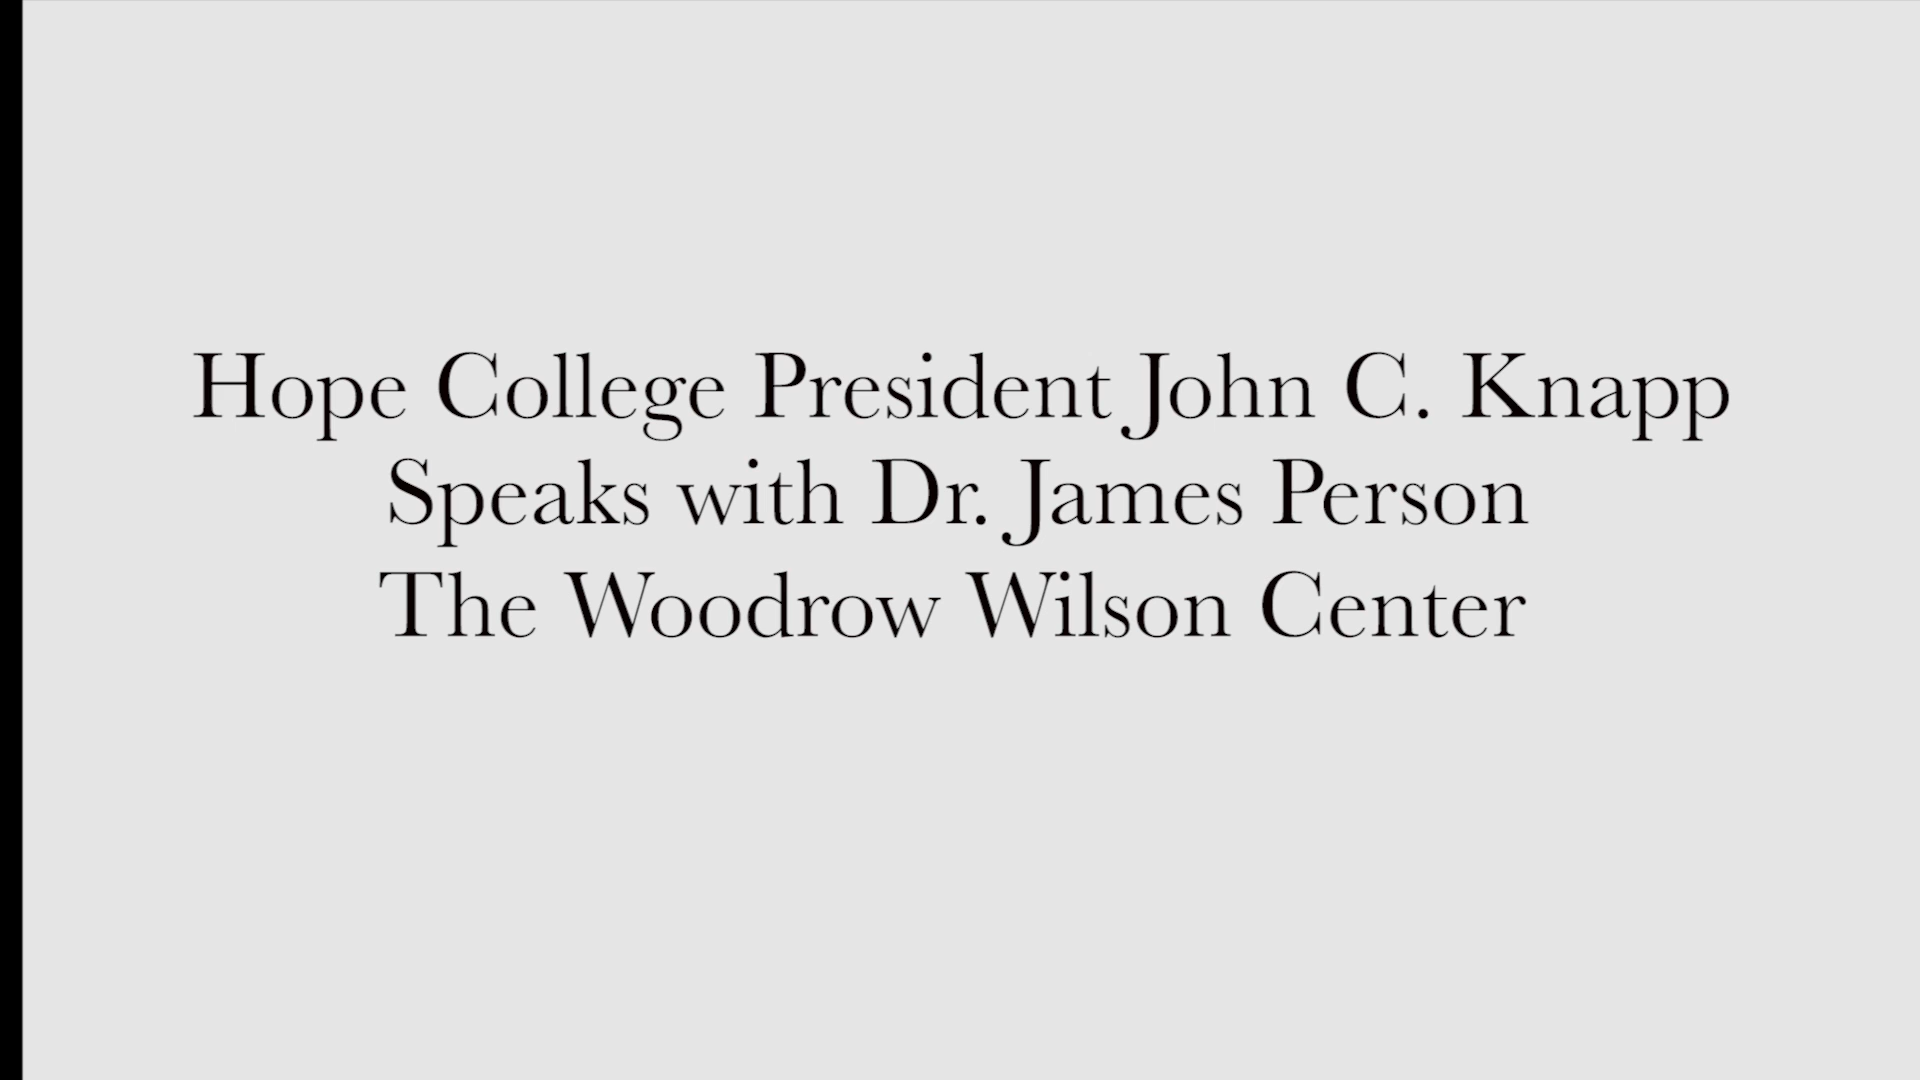 Hope College President John C. Knapp
Speaks with Dr. James Person
The Woodrow Wilson Center